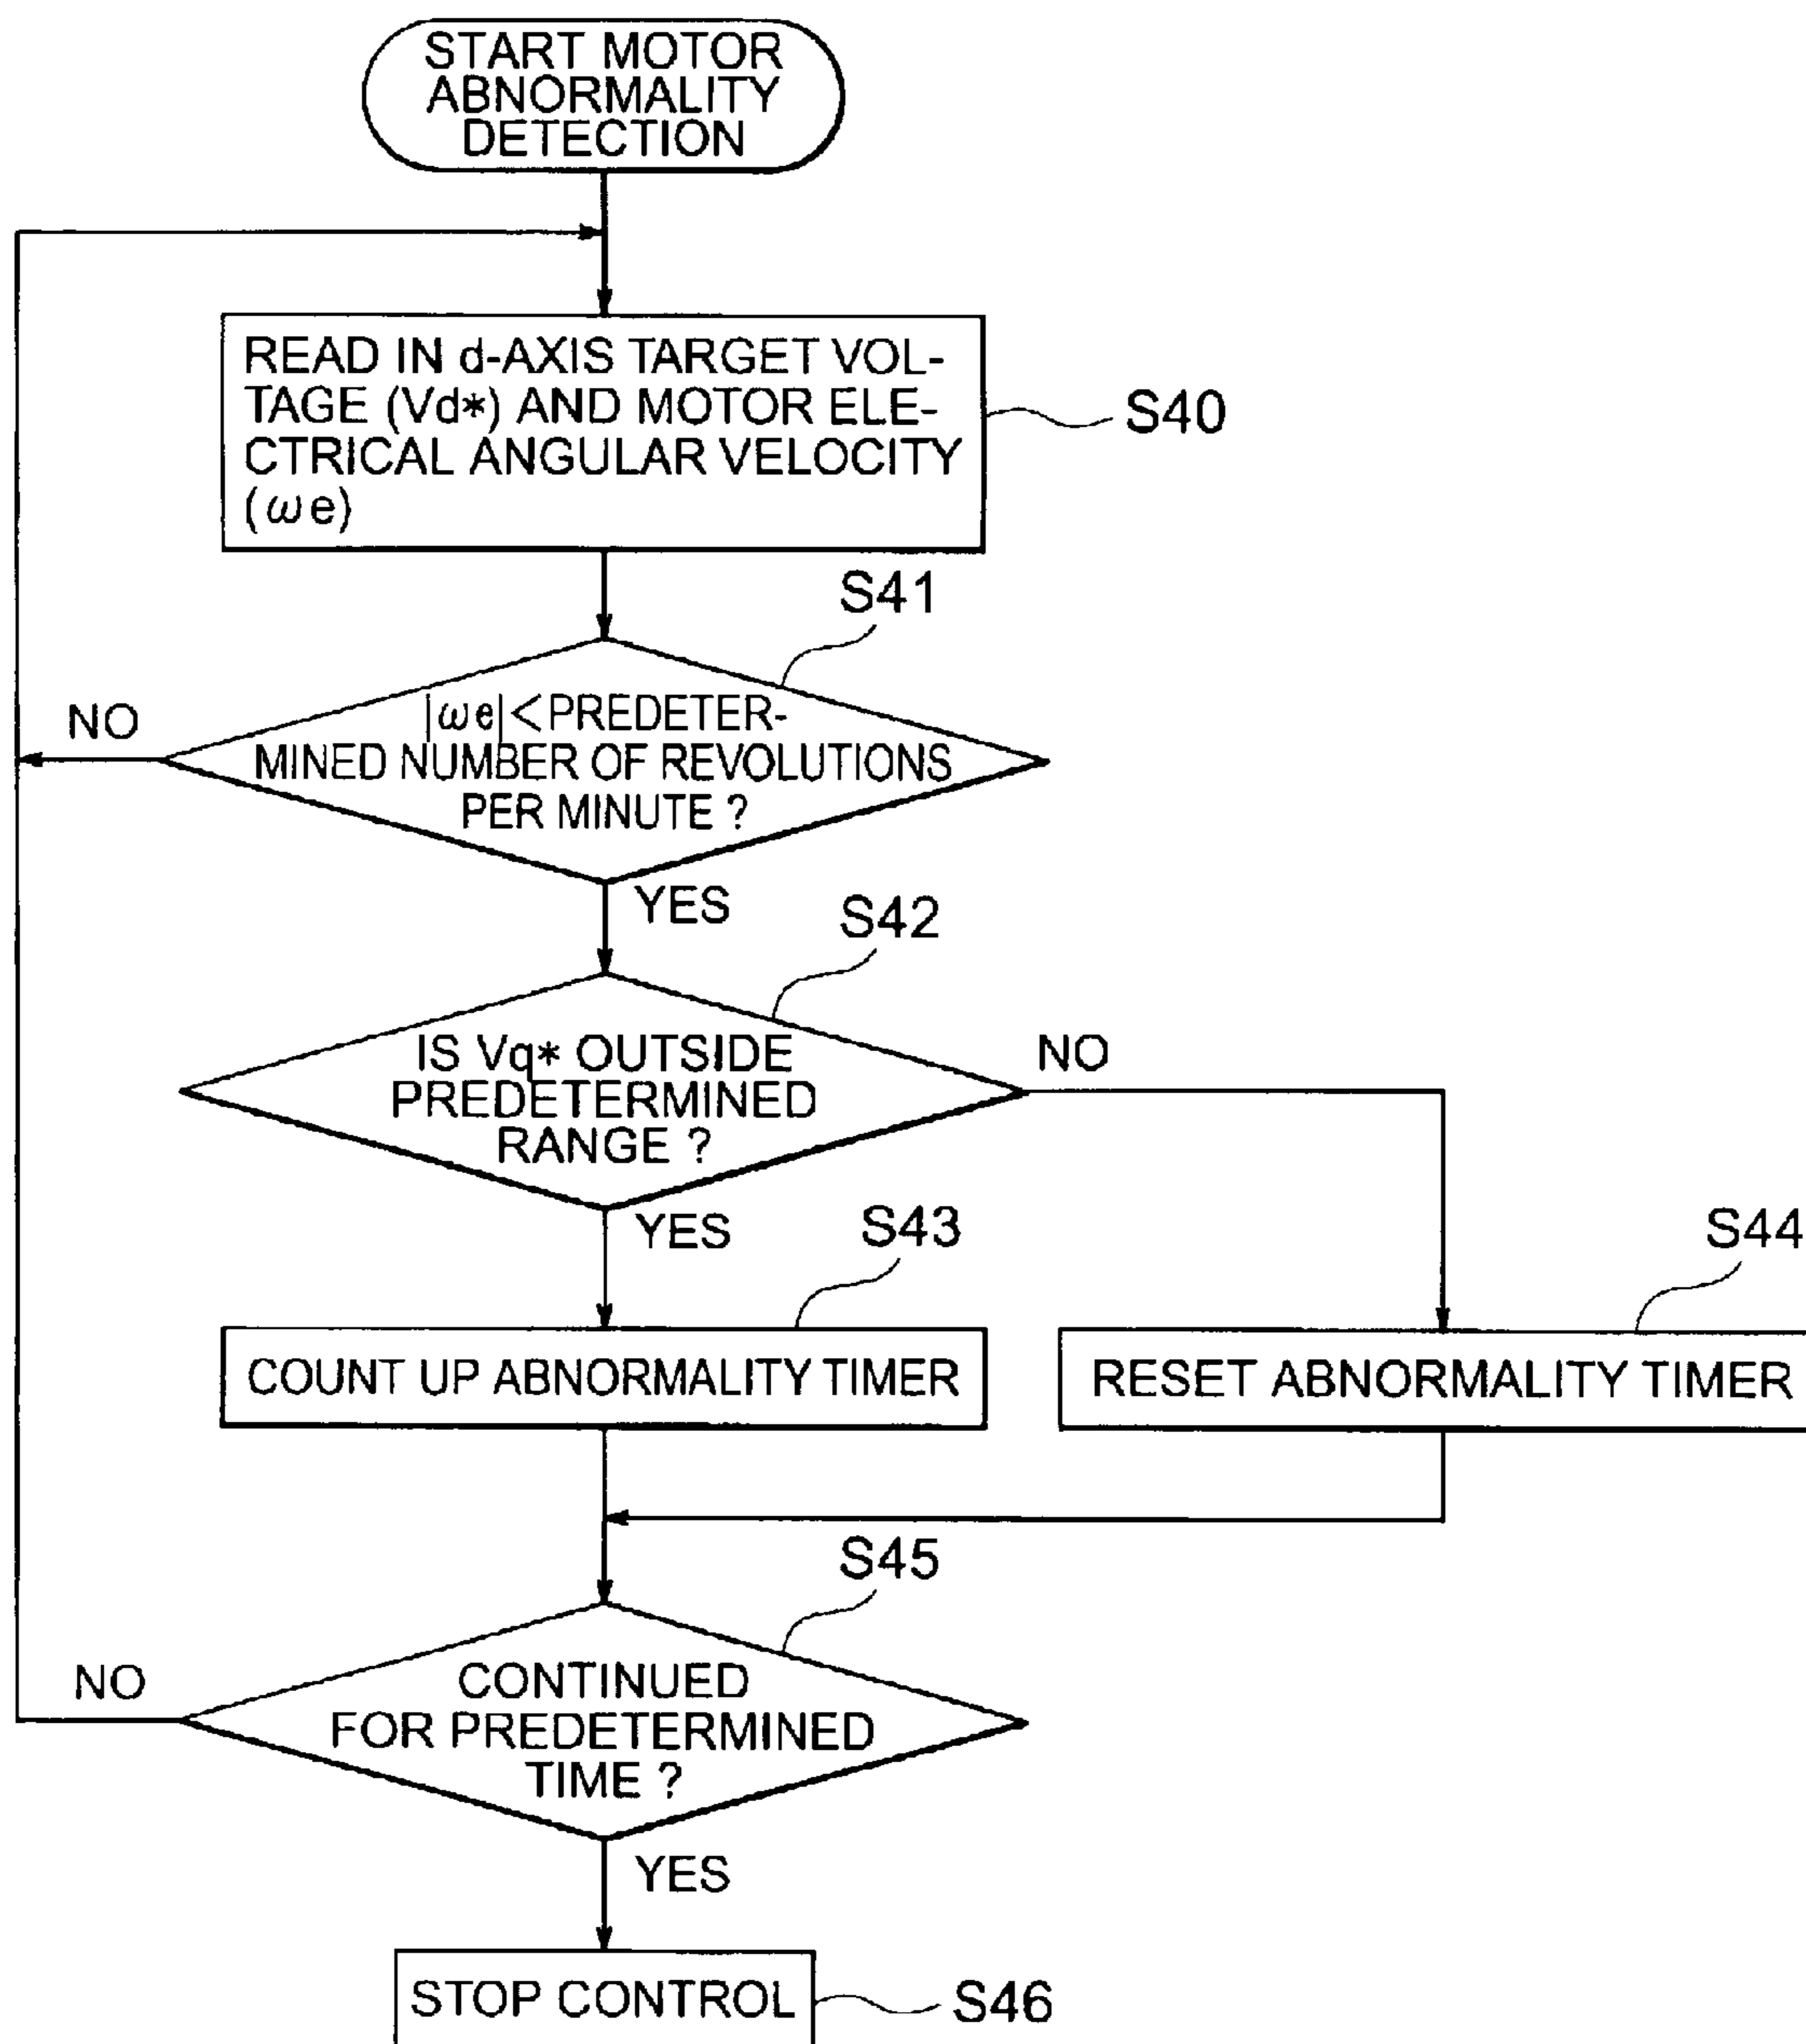 START MOTOR
ABNORMALITY
DETECTION
READ IN d-AXIS TARGET VOL-
TAGE (Vd*) AND MOTOR ELE-
CTRICAL ANGULAR VELOCITY
(ωe)
S40
S41
|ωe|<PREDETER-
MINED NUMBER OF REVOLUTIONS
PER MINUTE ?
NO
YES
S42
IS Vq* OUTSIDE
PREDETERMINED
RANGE ?
NO
YES
S43
S44
COUNT UP ABNORMALITY TIMER
RESET ABNORMALITY TIMER
S45
CONTINUED
FOR PREDETERMINED
TIME ?
NO
YES
STOP CONTROL
S46